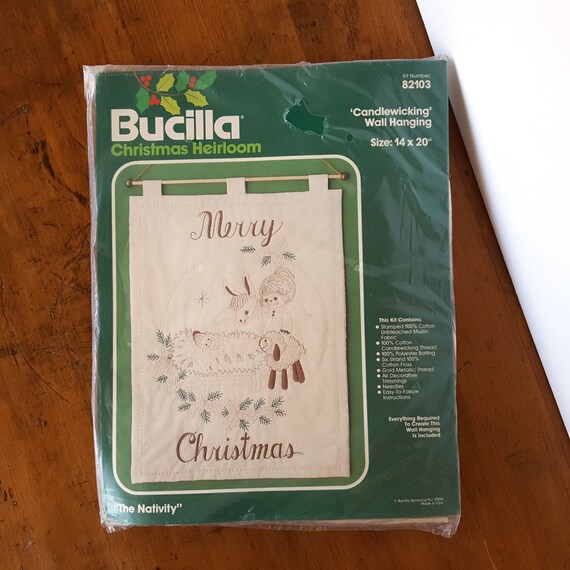 Kit Number:
82103
Bucilla®
Christmas Heirloom
'Candlewicking'
Wall Hanging
Size: 14 x 20"
Merry
Christmas
This Kit Contains:
Stamped 100% Cotton
Unbleached Muslin
Fabric
100% Cotton
Candlewicking Thread
100% Polyester Batting
Six Strand 100%
Cotton Floss
Gold Metallic Thread
All Decorative
Trimmings
Needles
Easy-To-Follow
Instructions
Everything Required
To Create This
Wall Hanging
Is Included
"The Nativity"
Made in U.S.A.